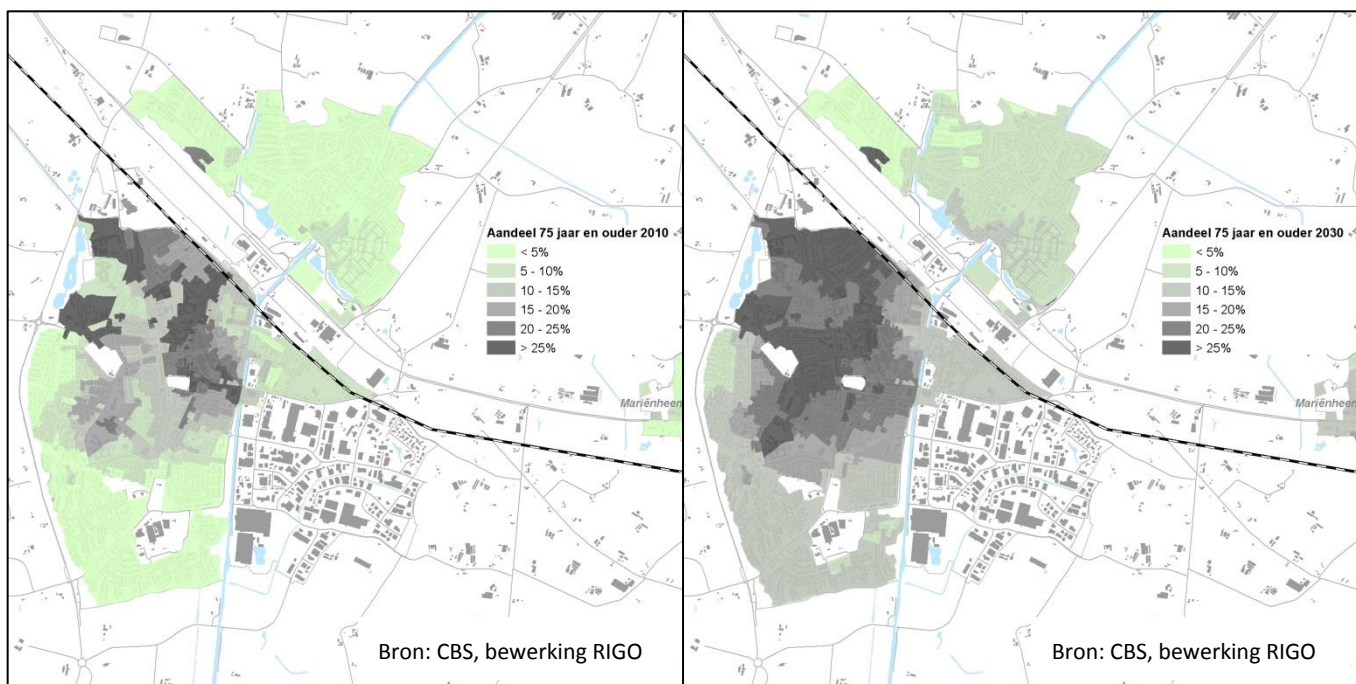 Aandeel 75 jaar en ouder 2010
< 5%
5 - 10%
10 - 15%
15 - 20%
20 - 25%
> 25%
Mariënheem
Bron: CBS, bewerking RIGO
Aandeel 75 jaar en ouder 2030
< 5%
5 - 10%
10 - 15%
15 - 20%
20 - 25%
> 25%
Mariënheem
Bron: CBS, bewerking RIGO